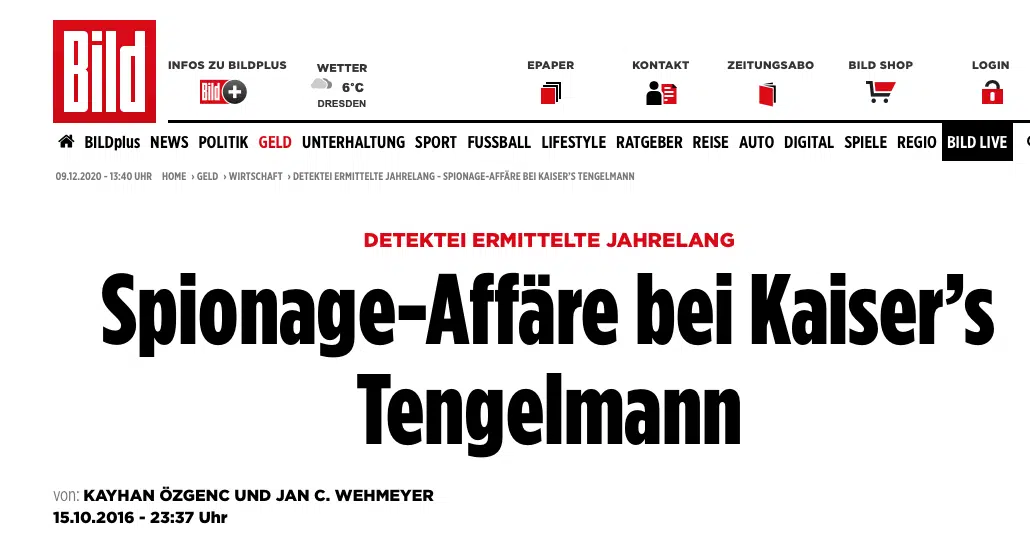 Bild
INFOS ZU BILDPLUS
Bild
WETTER
6°C
DRESDEN
EPAPER
KONTAKT
ZEITUNGSABO
BILD SHOP
LOGIN
BILDplus NEWS POLITIK GELD UNTERHALTUNG SPORT FUSSBALL LIFESTYLE RATGEBER REISE AUTO DIGITAL SPIELE REGIO BILD LIVE
09.12.2020 - 13:40 UHR HOME › GELD › WIRTSCHAFT › DETEKTEI ERMITTELTE JAHRELANG - SPIONAGE-AFFÄRE BEI KAISER'S TENGELMANN
DETEKTEI ERMITTELTE JAHRELANG
Spionage-Affäre bei Kaiser’s
Tengelmann
von: KAYHAN ÖZGENC UND JAN C. WEHMEYER
15.10.2016 - 23:37 Uhr